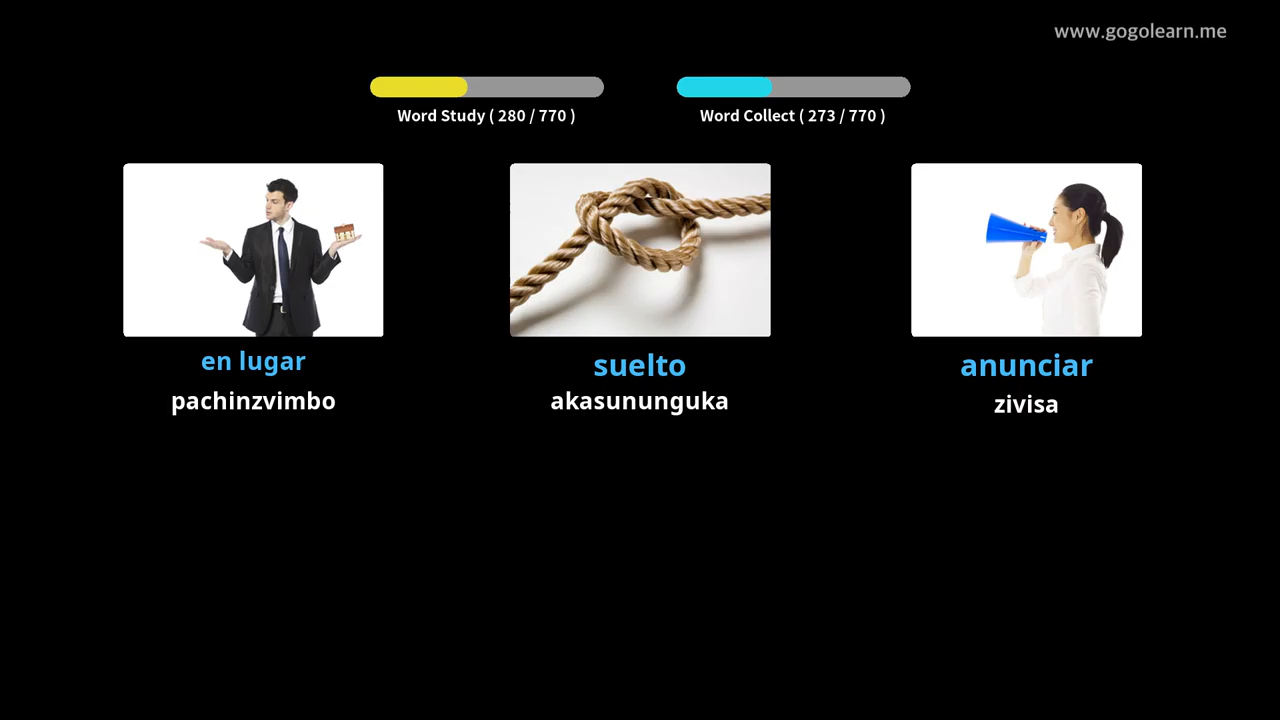 www.gogolearn.me
Word Study ( 280 / 770 )
Word Collect ( 273 / 770 )
en lugar
suelto
anunciar
pachinzvimbo
akasununguka
zivisa